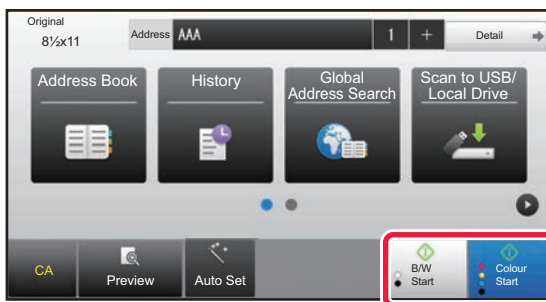 Original
8½x11
Address AAA 1 + Detail
Address Book
History
Global
Address Search
Scan to USB/
Local Drive
CA
Preview
Auto Set
B/W
Start
Colour
Start